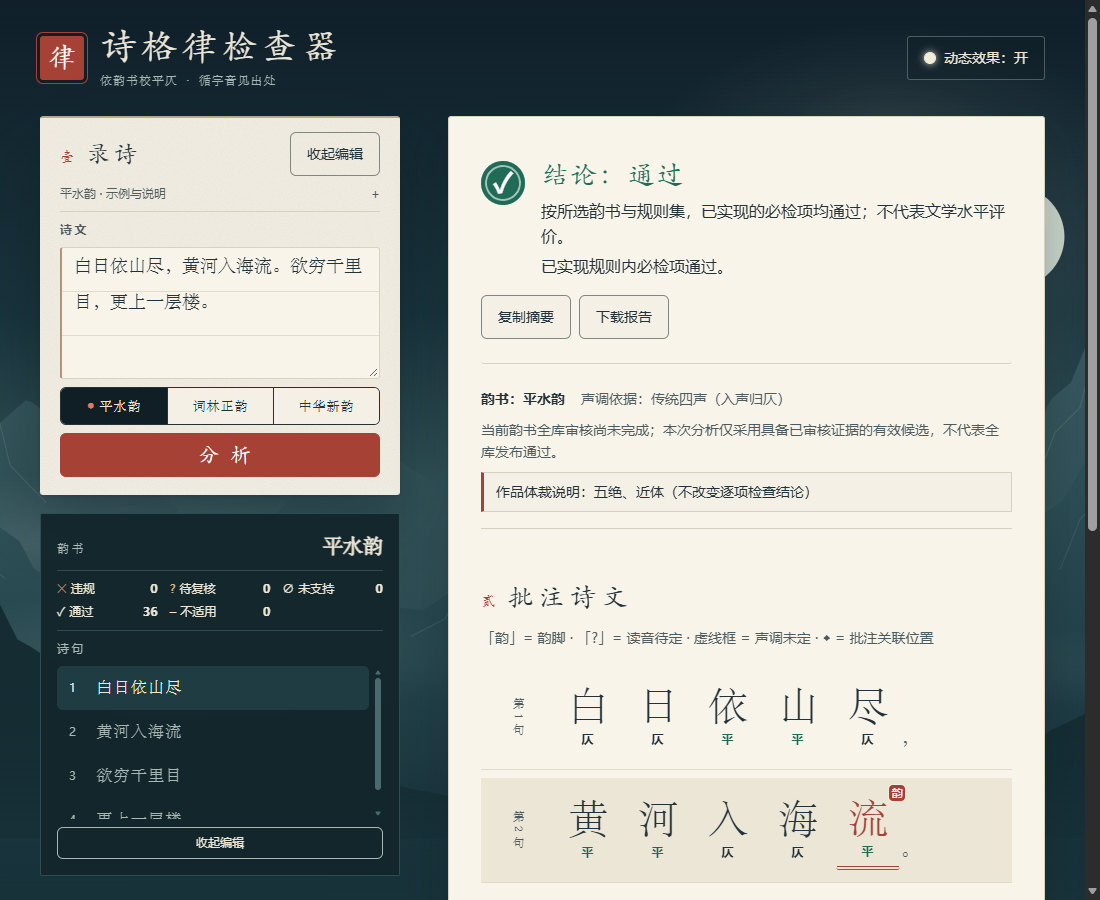 律
诗格律检查器
依韵书校平仄 · 循字音见出处
动态效果：开
壹 录诗
收起编辑
平水韵 · 示例与说明 +
诗文
白日依山尽，黄河入海流。欲穷千里
目，更上一层楼。
平水韵 词林正韵 中华新韵
分析
韵书 平水韵
违规 0 ? 待复核 0 未支持 0
通过 36 – 不适用 0
诗句
1 白日依山尽
2 黄河入海流
3 欲穷千里目
4 更上一层楼
收起编辑
结论：通过
按所选韵书与规则集，已实现的必检项均通过；不代表文学水平评
价。
已实现规则内必检项通过。
复制摘要 下载报告
韵书：平水韵 声调依据：传统四声（入声归仄）
当前韵书全库审核尚未完成；本次分析仅采用具备已审核证据的有效候选，不代表全
库发布通过。
作品体裁说明：五绝、近体（不改变逐项检查结论）
贰 批注诗文
「韵」= 韵脚 · 「?」= 读音待定 · 虚线框 = 声调未定 · ◆ = 批注关联位置
第1句
白日依山尽，
仄 仄 平 平 仄
第2句
黄河入海流。
韵
平 平 仄 仄 平